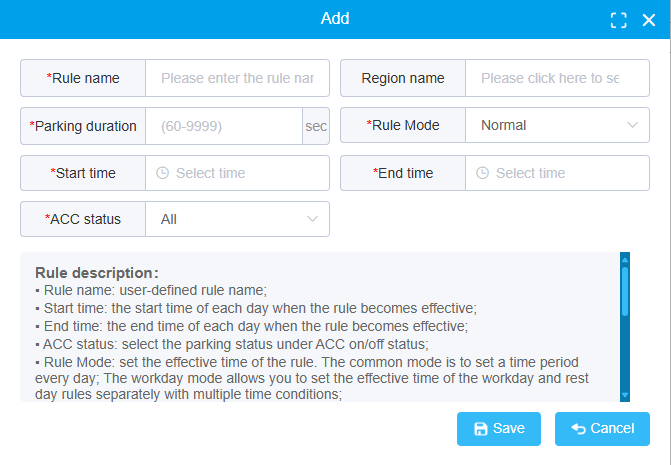 Add
*Rule name Please enter the rule nar Region name Please click here to se
*Parking duration (60-9999) sec *Rule Mode Normal
*Start time Select time *End time Select time
*ACC status All
Rule description:
▪ Rule name: user-defined rule name;
▪ Start time: the start time of each day when the rule becomes effective;
▪ End time: the end time of each day when the rule becomes effective;
▪ ACC status: select the parking status under ACC on/off status;
▪ Rule Mode: set the effective time of the rule. The common mode is to set a time period
every day; The workday mode allows you to set the effective time of the workday and rest
day rules separately with multiple time conditions;
Save Cancel